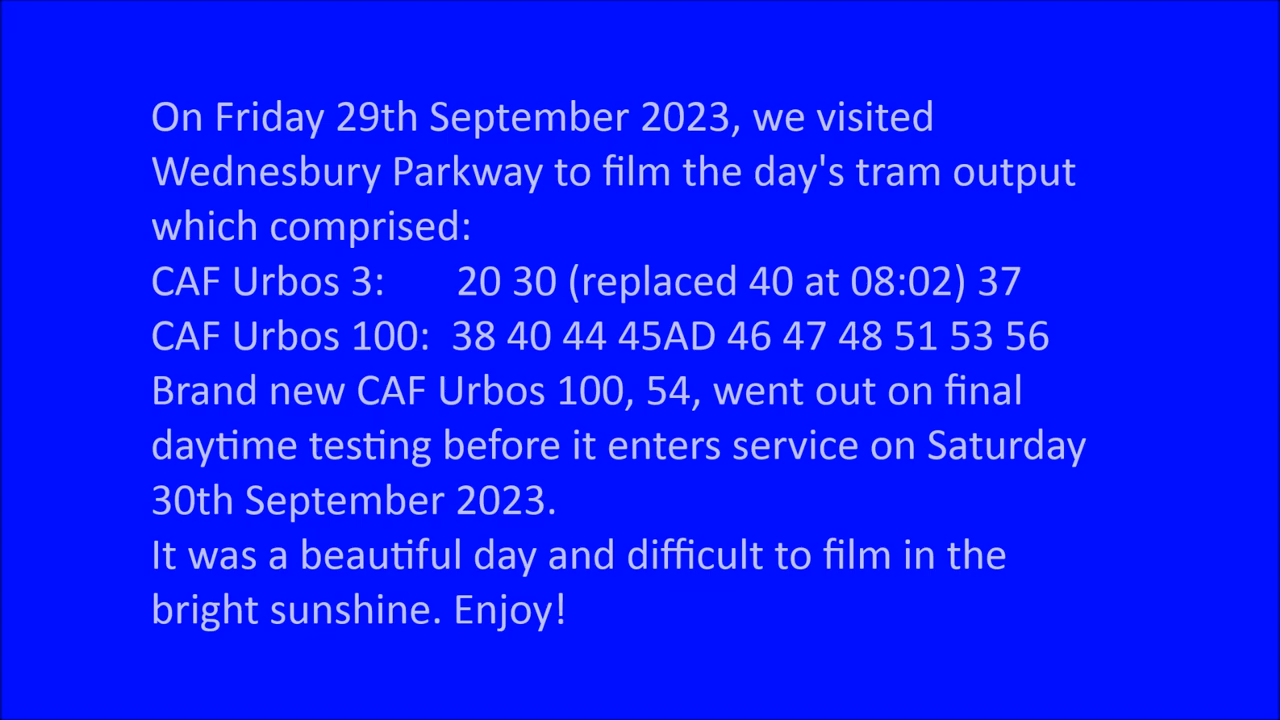 On Friday 29th September 2023, we visited
Wednesbury Parkway to film the day's tram output
which comprised:
CAF Urbos 3: 20 30 (replaced 40 at 08:02) 37
CAF Urbos 100: 38 40 44 45AD 46 47 48 51 53 56
Brand new CAF Urbos 100, 54, went out on final
daytime testing before it enters service on Saturday
30th September 2023.
It was a beautiful day and difficult to film in the
bright sunshine. Enjoy!